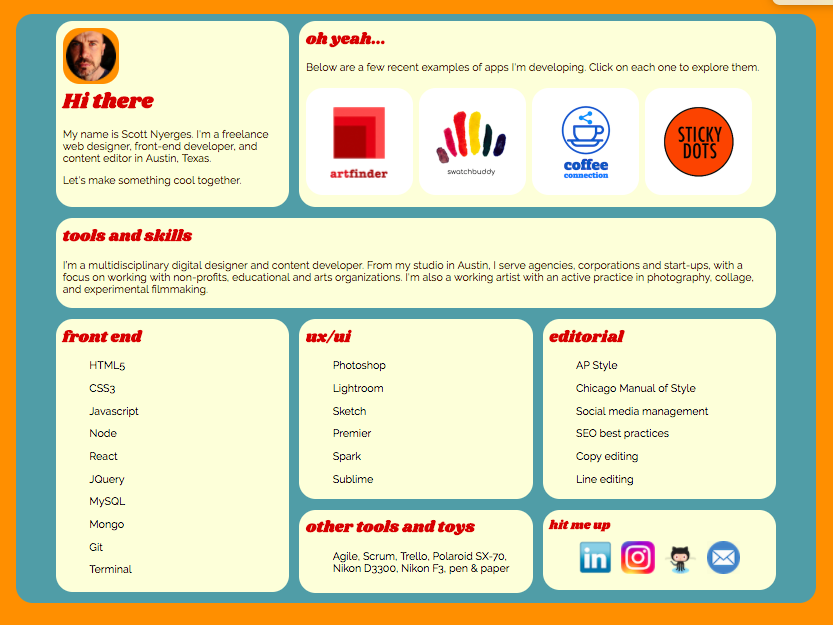 Hi there
My name is Scott Nyerges. I'm a freelance
web designer, front-end developer, and
content editor in Austin, Texas.
Let's make something cool together.
oh yeah...
Below are a few recent examples of apps I'm developing. Click on each one to explore them.
artfinder
swatchbuddy
coffee
connection
STICKY
DOTS
tools and skills
I'm a multidisciplinary digital designer and content developer. From my studio in Austin, I serve agencies, corporations and start-ups, with a
focus on working with non-profits, educational and arts organizations. I'm also a working artist with an active practice in photography, collage,
and experimental filmmaking.
front end
HTML5
CSS3
Javascript
Node
React
JQuery
MySQL
Mongo
Git
Terminal
ux/ui
Photoshop
Lightroom
Sketch
Premier
Spark
Sublime
editorial
AP Style
Chicago Manual of Style
Social media management
SEO best practices
Copy editing
Line editing
other tools and toys
Agile, Scrum, Trello, Polaroid SX-70,
Nikon D3300, Nikon F3, pen & paper
hit me up
in